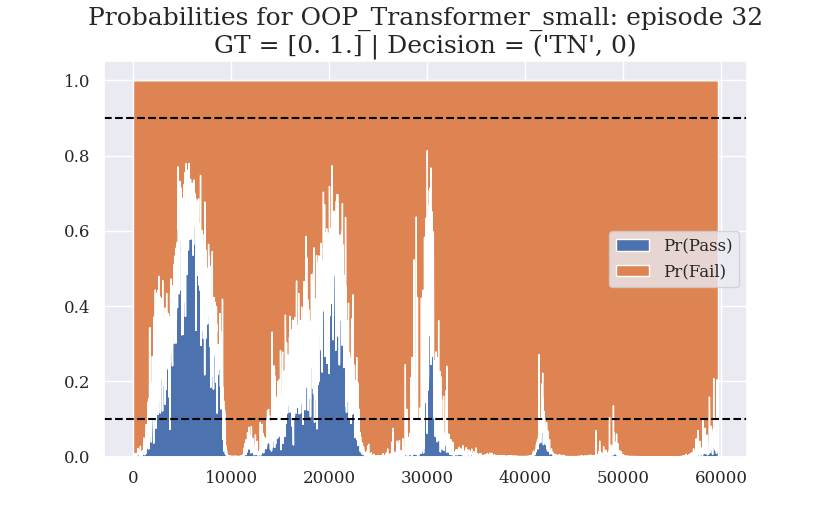 Probabilities for OOP_Transformer_small: episode 32
GT = [0. 1.] | Decision = ('TN', 0)
1.0
0.8
0.6
0.4
0.2
0.0
Pr(Pass)
Pr(Fail)
0 10000 20000 30000 40000 50000 60000